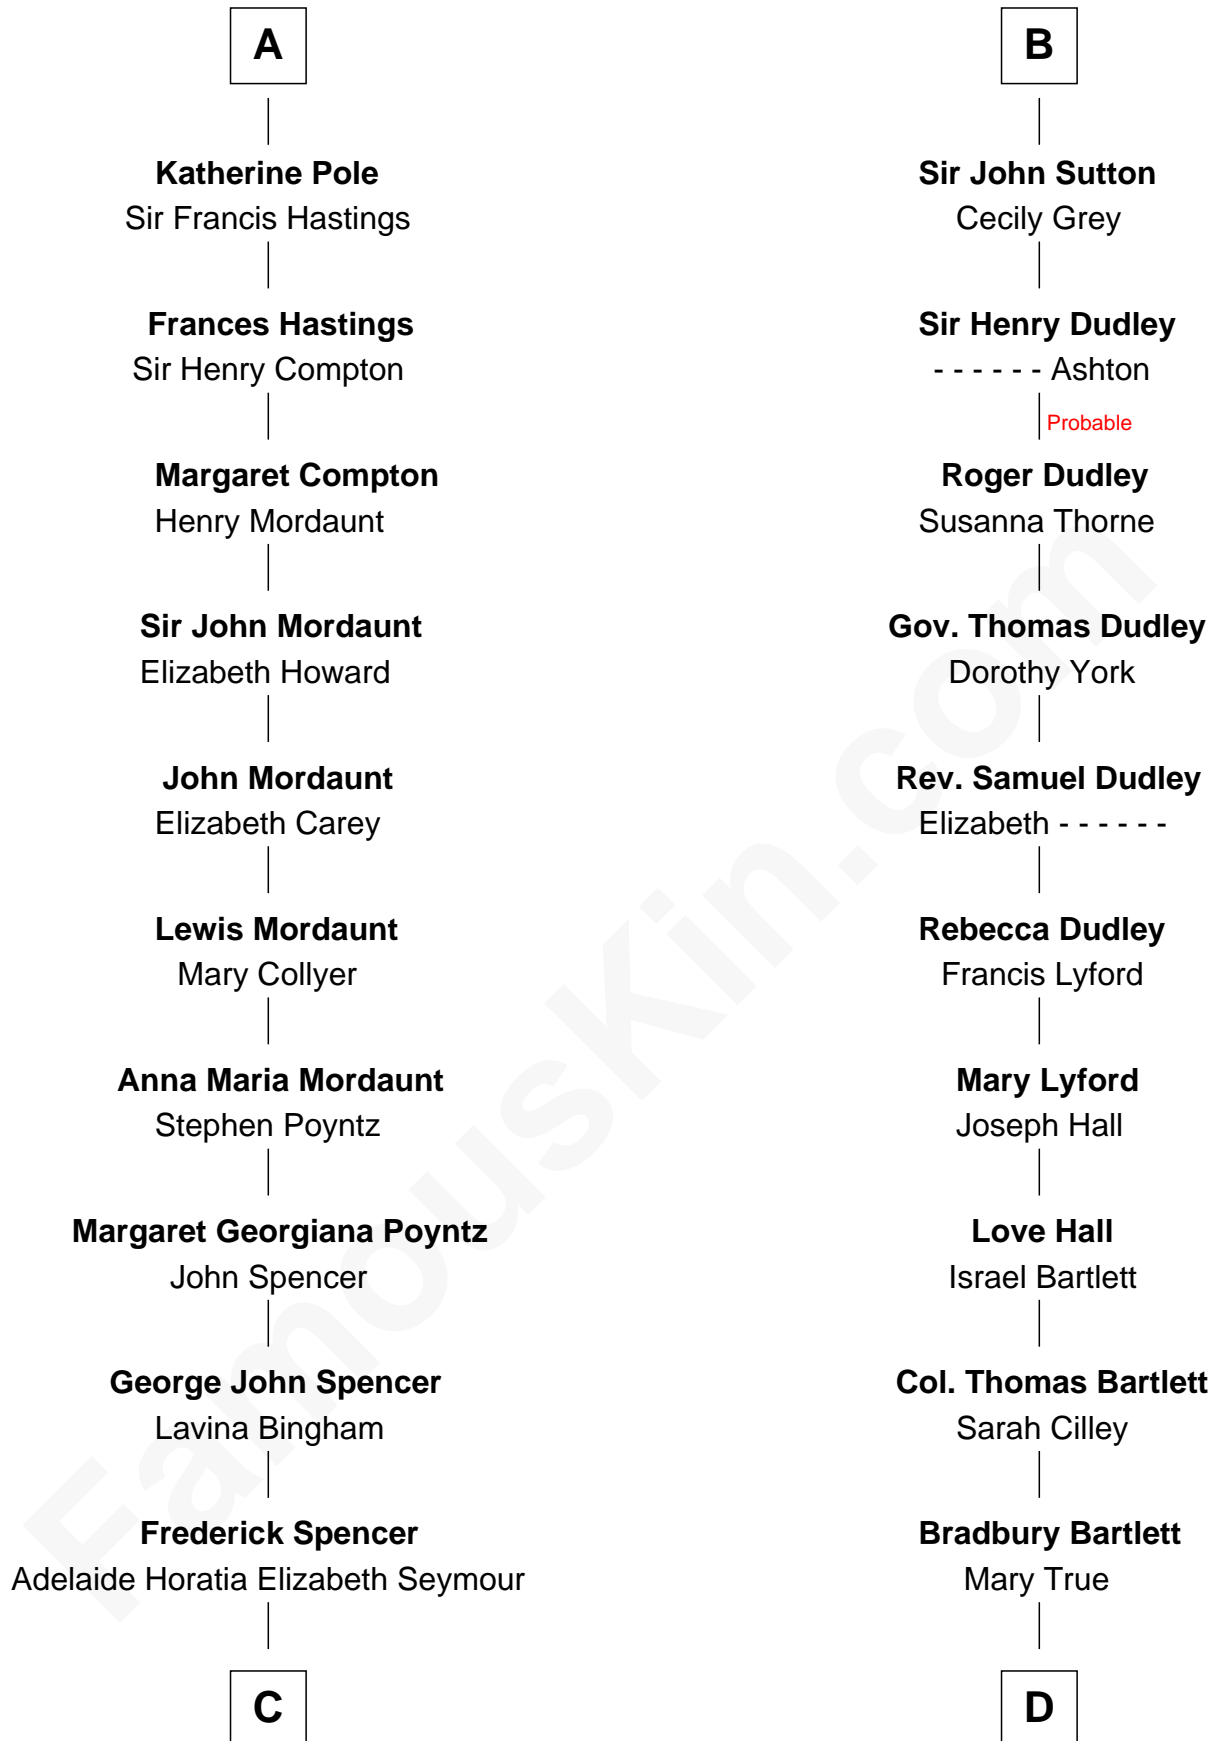 A
Katherine Pole
Sir Francis Hastings
Frances Hastings
Sir Henry Compton
Margaret Compton
Henry Mordaunt
Sir John Mordaunt
Elizabeth Howard
John Mordaunt
Elizabeth Carey
Lewis Mordaunt
Mary Collyer
Anna Maria Mordaunt
Stephen Poyntz
Margaret Georgiana Poyntz
John Spencer
George John Spencer
Lavina Bingham
Frederick Spencer
Adelaide Horatia Elizabeth Seymour
C
B
Sir John Sutton
Cecily Grey
Sir Henry Dudley
- - - - - - Ashton
Probable
Roger Dudley
Susanna Thorne
Gov. Thomas Dudley
Dorothy York
Rev. Samuel Dudley
Elizabeth - - - - - -
Rebecca Dudley
Francis Lyford
Mary Lyford
Joseph Hall
Love Hall
Israel Bartlett
Col. Thomas Bartlett
Sarah Cilley
Bradbury Bartlett
Mary True
D
FamousKin.com